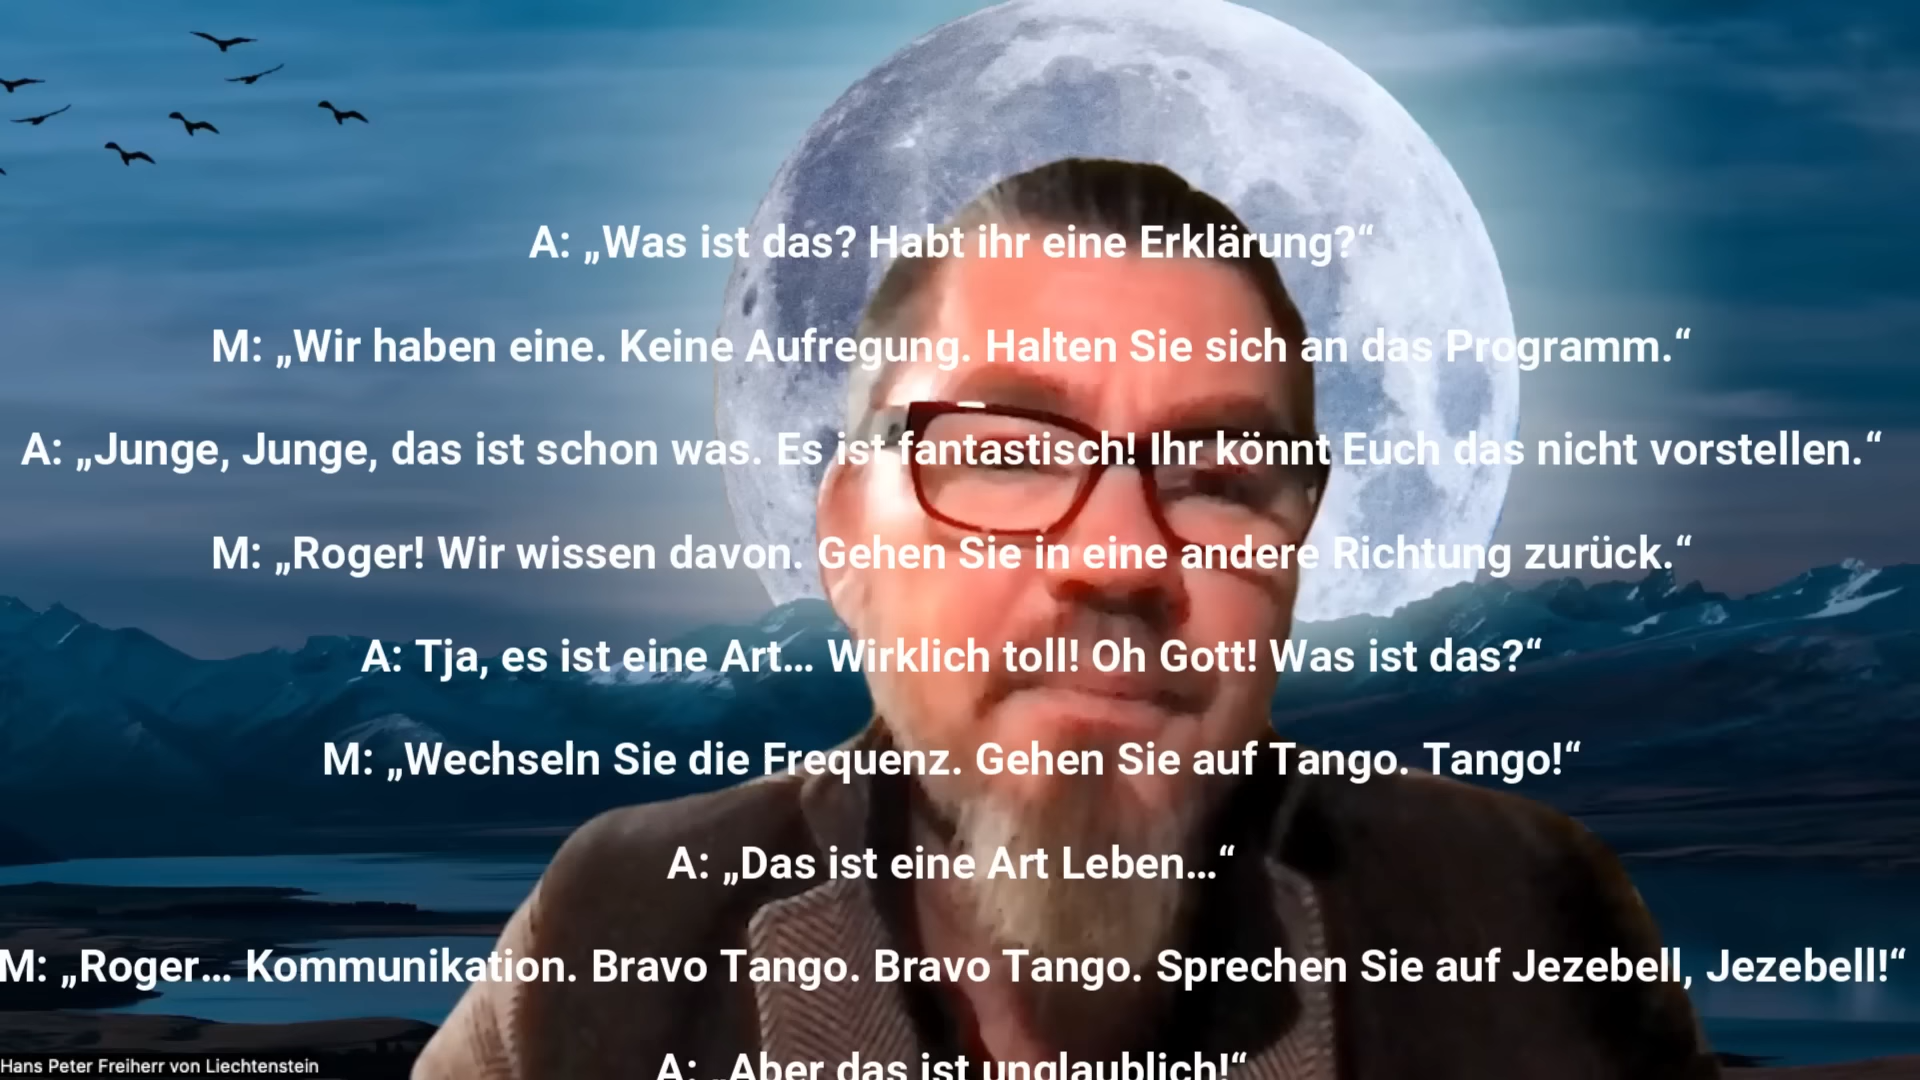 A: „Was ist das? Habt ihr eine Erklärung?“
M: „Wir haben eine. Keine Aufregung. Halten Sie sich an das Programm.“
A: „Junge, Junge, das ist schon was. Es ist fantastisch! Ihr könnt Euch das nicht vorstellen.“
M: „Roger! Wir wissen davon. Gehen Sie in eine andere Richtung zurück.“
A: Tja, es ist eine Art... Wirklich toll! Oh Gott! Was ist das?“
M: „Wechseln Sie die Frequenz. Gehen Sie auf Tango. Tango!“
A: „Das ist eine Art Leben...“
M: „Roger... Kommunikation. Bravo Tango. Bravo Tango. Sprechen Sie auf Jezebell, Jezebell!“
A: „Aber das ist unglaublich!“
Hans Peter Freiherr von Liechtenstein